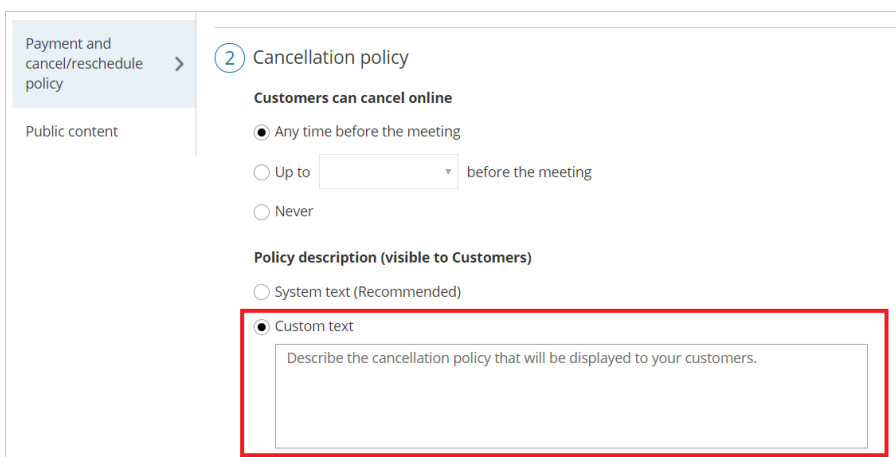 Payment and
cancel/reschedule
policy
Public content
2 Cancellation policy
Customers can cancel online
Any time before the meeting
Up to before the meeting
Never
Policy description (visible to Customers)
System text (Recommended)
Custom text
Describe the cancellation policy that will be displayed to your customers.